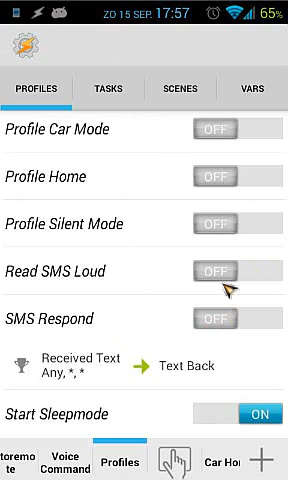 ZO 15 SEP. 17:57 65%
PROFILES TASKS SCENES VARS
Profile Car Mode OFF
Profile Home OFF
Profile Silent Mode OFF
Read SMS Loud OFF
SMS Respond OFF
Received Text
Any, *, * Text Back
Start Sleepmode ON
toremo
te Voice
Command Profiles Car Ho